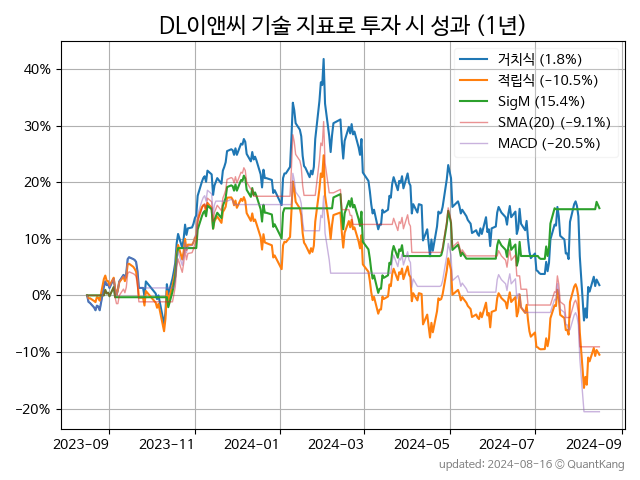 DL이앤씨 기술 지표로 투자 시 성과 (1년)
거치식 (1.8%)
적립식 (−10.5%)
SigM (15.4%)
SMA(20) (−9.1%)
MACD (−20.5%)
40%
30%
20%
10%
0%
−10%
−20%
2023-09 2023-11 2024-01 2024-03 2024-05 2024-07 2024-09
updated: 2024-08-16 © QuantKang